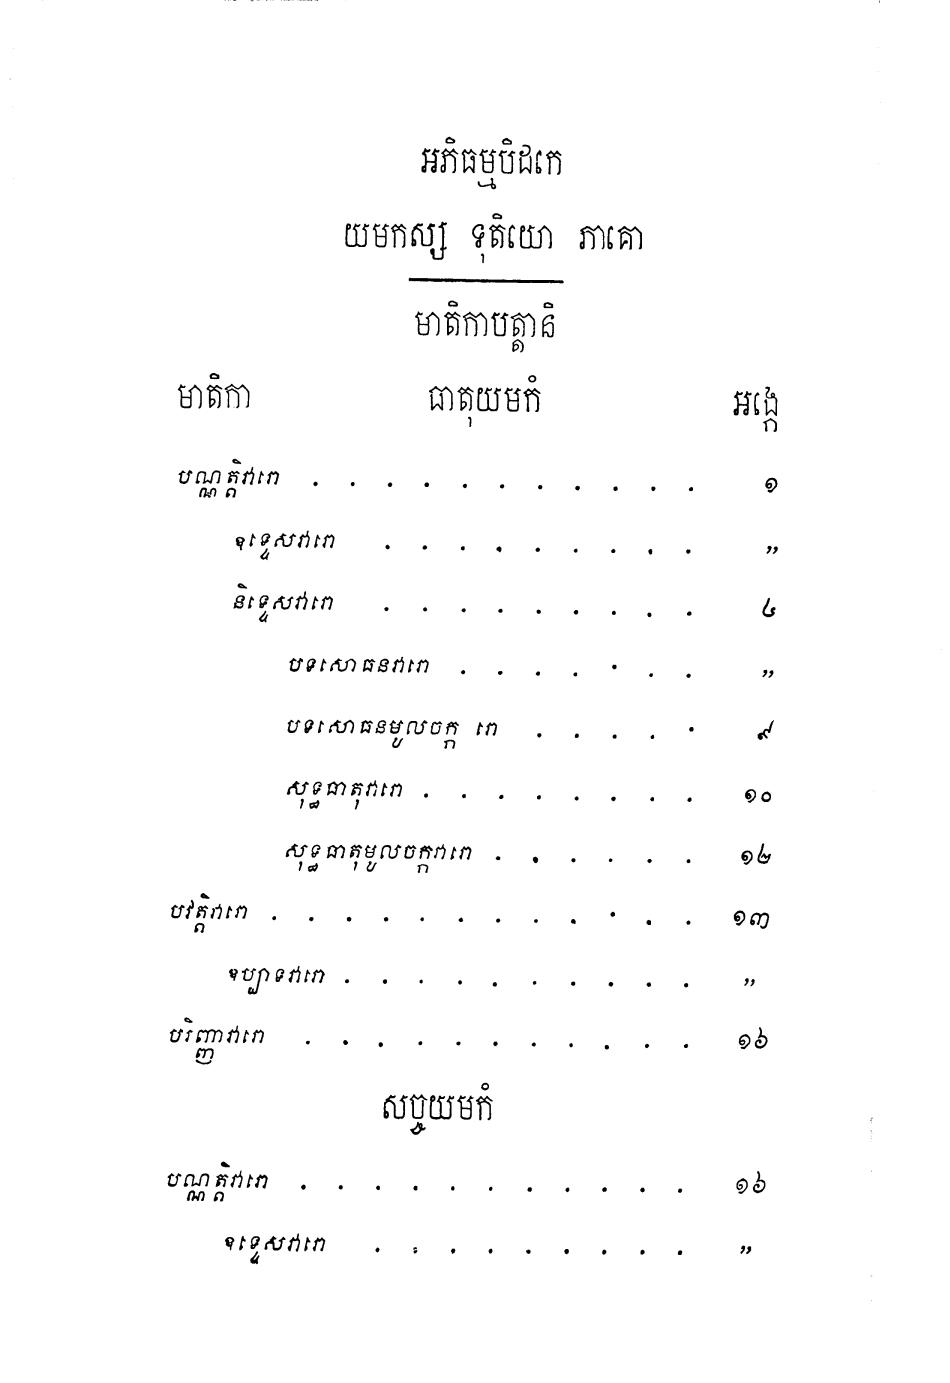 អភិធម្មបិដកេ
យមកស្ស ទុតិយោ ភាគោ
មាតិកាបត្តានិ
មាតិកា ធាតុយមកំ អង្កេ
បណ្ណត្តិវារោ . . . . . . . . . . . ១
ឧទ្ទេសវារោ . . . . . . . . . ”
និទ្ទេសវារោ . . . . . . . . . ៤
បទសោធនវារោ . . . . . . . ”
បទសោធនមូលចក្ក រោ . . . . . ៩
សុទ្ធធាតុវារោ . . . . . . . . ១០
សុទ្ធធាតុមូលចក្កវារោ . . . . . . ១២
បវត្តិវារោ . . . . . . . . . . . . ១៣
ឧប្បាទវារោ . . . . . . . . . . ”
បរិញ្ញាវារោ . . . . . . . . . . . ១៦
សច្ចយមកំ
បណ្ណត្តិវារោ . . . . . . . . . . . ១៦
ឧទ្ទេសវារោ . . . . . . . . . ”